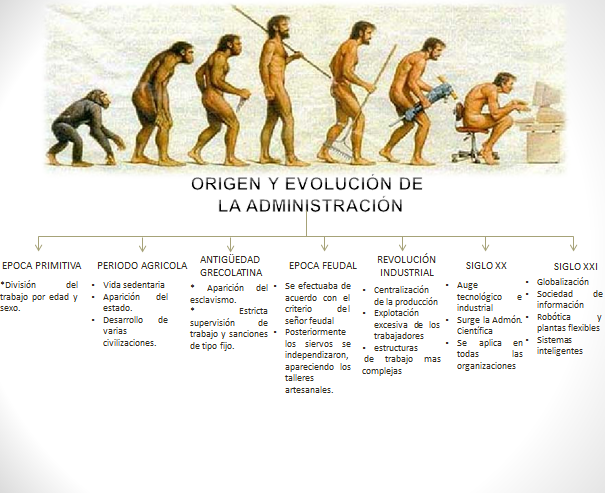 ORIGEN Y EVOLUCIÓN DE
LA ADMINISTRACIÓN
EPOCA PRIMITIVA
*División del
trabajo por edad y
sexo.
PERIODO AGRICOLA
• Vida sedentaria
• Aparición del
estado.
• Desarrollo de
varias
civilizaciones.
ANTIGÜEDAD
GRECOLATINA
* Aparición del
esclavismo.
* Estricta
supervisión de
trabajo y sanciones
de tipo fijo.
EPOCA FEUDAL
• Se efectuaba de
acuerdo con el
criterio del
señor feudal
• Posteriormente
los siervos se
independizaron,
apareciendo los
talleres
artesanales.
REVOLUCIÓN
INDUSTRIAL
• Centralización
de la producción
• Explotación
excesiva de los
trabajadores
• estructuras
de trabajo mas
complejas
SIGLO XX
• Auge
tecnológico e
industrial
• Surge la Admón.
Científica
• Se aplica en
todas las
organizaciones
SIGLO XXI
• Globalización
• Sociedad de
información
• Robótica y
plantas flexibles
• Sistemas
inteligentes